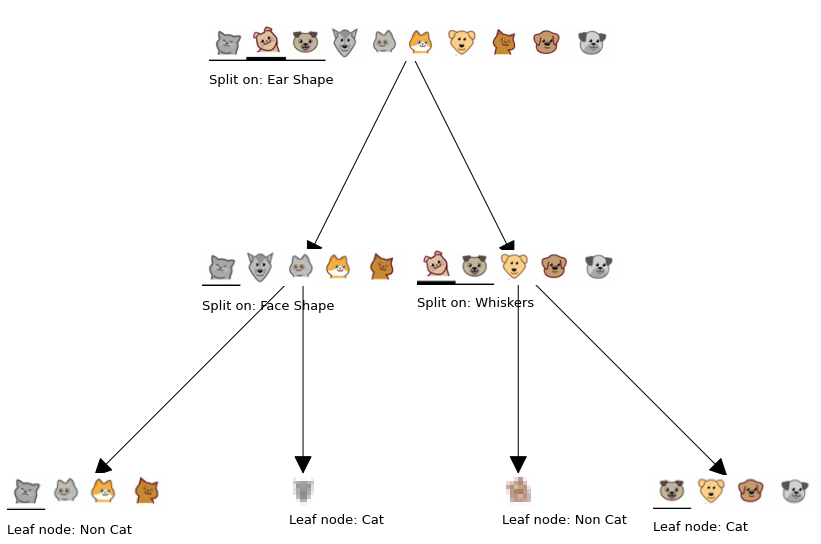 Split on: Ear Shape
Split on: Face Shape
Split on: Whiskers
Leaf node: Non Cat
Leaf node: Cat
Leaf node: Non Cat
Leaf node: Cat